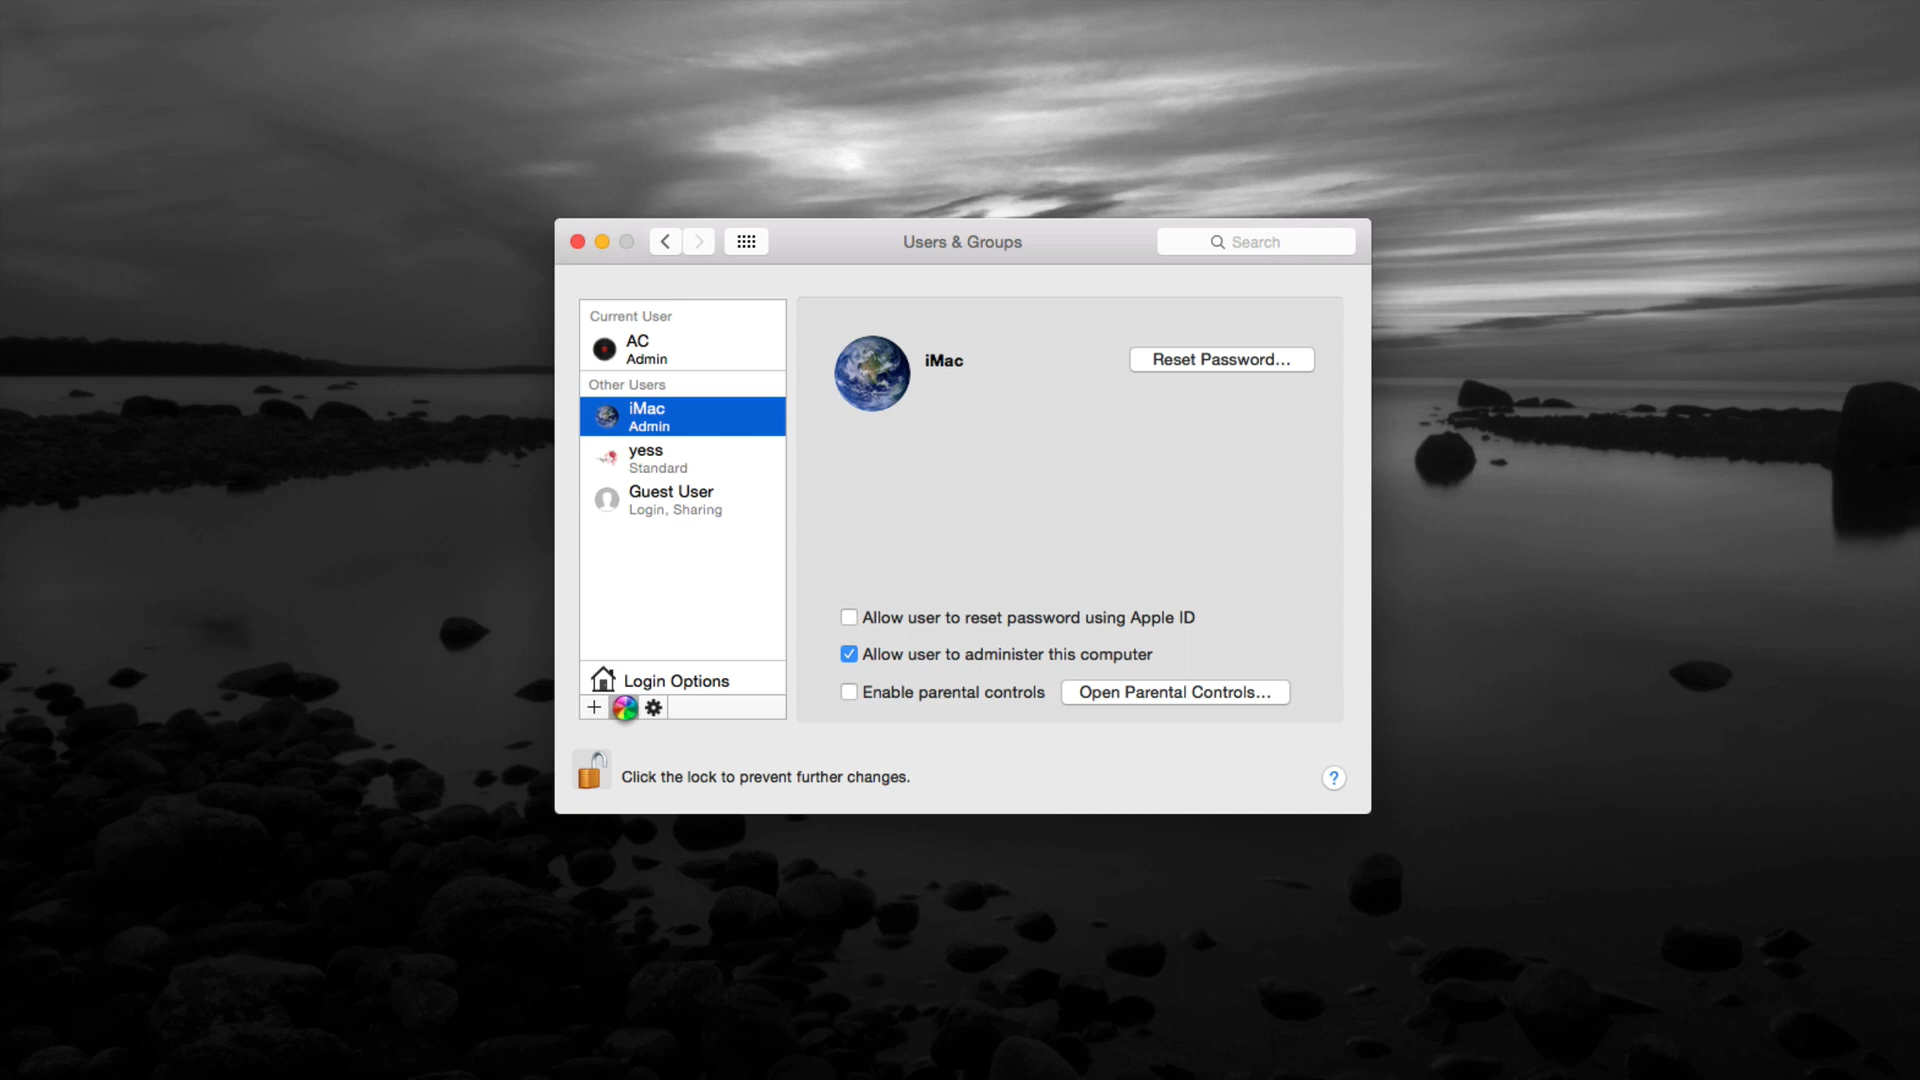 Users & Groups
Search
Current User
AC
Admin
Other Users
iMac
Admin
yess
Standard
Guest User
Login, Sharing
Login Options
iMac
Reset Password...
Allow user to reset password using Apple ID
Allow user to administer this computer
Enable parental controls
Open Parental Controls...
Click the lock to prevent further changes.
?